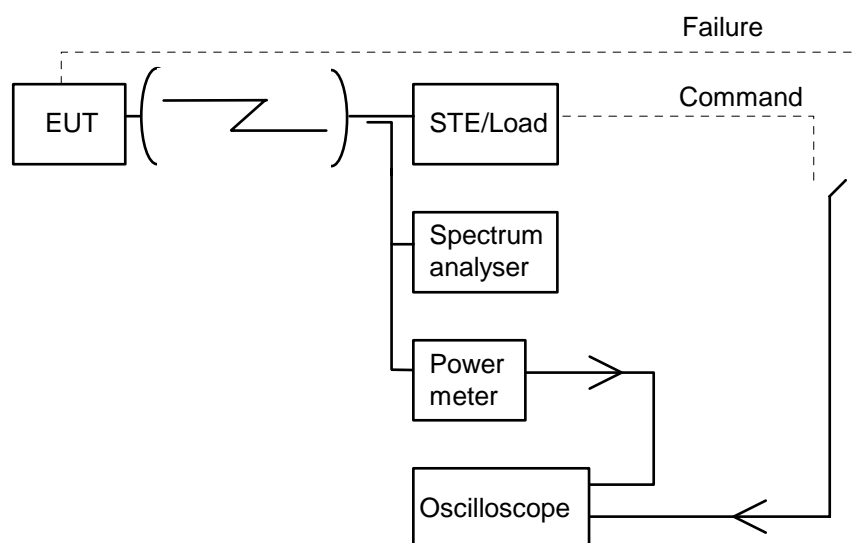 Failure
Command
EUT
STE/Load
Spectrum
analyser
Power
meter
Oscilloscope